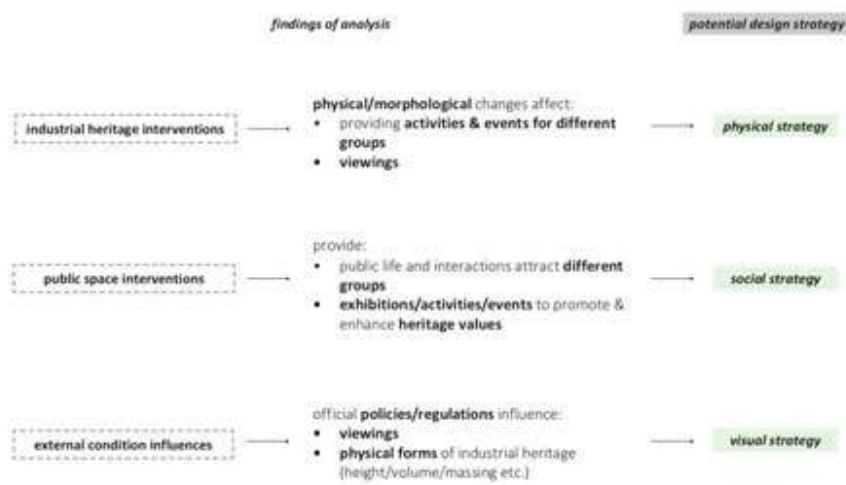 findings of analysis
potential design strategy
industrial heritage interventions
physical/morphological changes affect:
• providing activities & events for different
groups
• viewings
physical strategy
public space interventions
provide:
• public life and interactions attract different
groups
• exhibitions/activities/events to promote &
enhance heritage values
social strategy
external condition influences
official policies/regulations influence:
• viewings
• physical forms of industrial heritage
(height/volume/massing etc.)
visual strategy